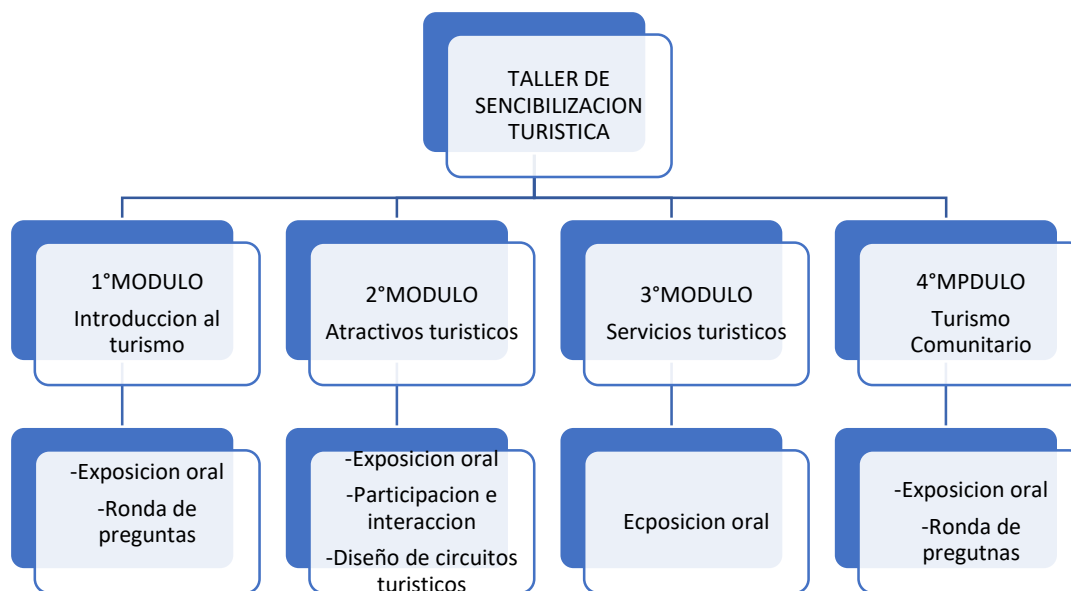 TALLER DE
SENCIBILIZACION
TURISTICA
1°MODULO
Introduccion al
turismo
2°MODULO
Atractivos turisticos
3°MODULO
Servicios turisticos
4°MPDULO
Turismo
Comunitario
-Exposicion oral
-Ronda de
preguntas
-Exposicion oral
-Participacion e
interaccion
-Diseño de circuitos
turisticos
Ecposicion oral
-Exposicion oral
-Ronda de
pregutnas